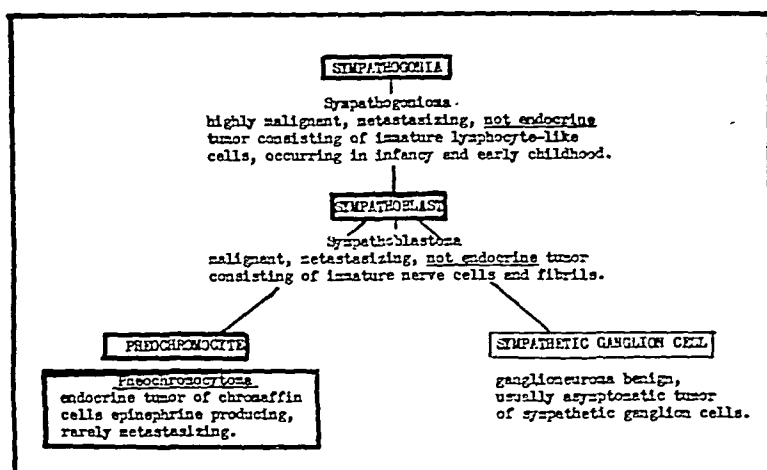 SYMPATHOGONIA
Sympathogonioma
highly malignant, metastasizing, not endocrine
tumor consisting of immature lymphocyte-like
cells, occurring in infancy and early childhood.
SYMPATHOBLAST
Sympathoblastoma
malignant, metastasizing, not endocrine tumor
consisting of immature nerve cells and fibrils.
PHEOCHROMOCYTE
Pheochromocytoma
endocrine tumor of chromaffin
cells epinephrine producing,
rarely metastasizing.
SYMPATHETIC GANGLION CELL
ganglioneuroma benign,
usually asymptomatic tumor
of sympathetic ganglion cells.